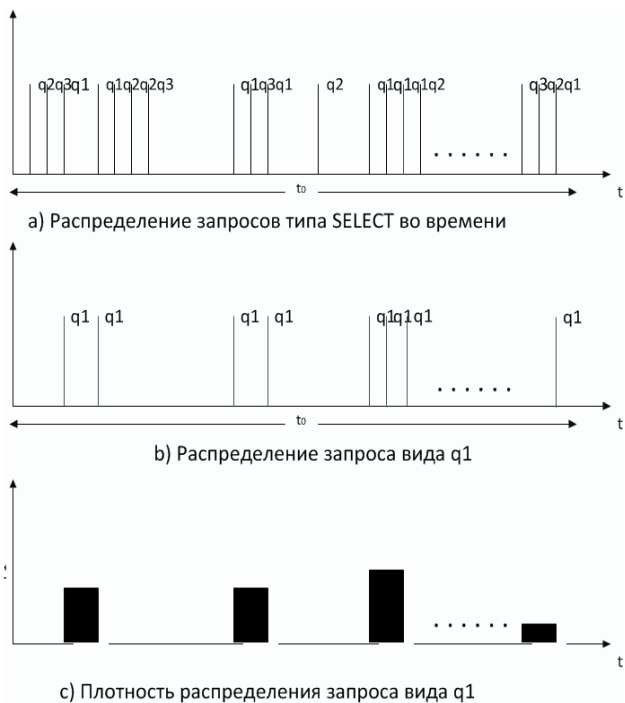 q2q3q1 q1q2q2q3 q1q3q1 q2 q1q1q1q2 q3q2q1
t₀
t
a) Распределение запросов типа SELECT во времени
q1 q1 q1 q1 q1q1q1 q1
t₀
t
b) Распределение запроса вида q1
t
c) Плотность распределения запроса вида q1